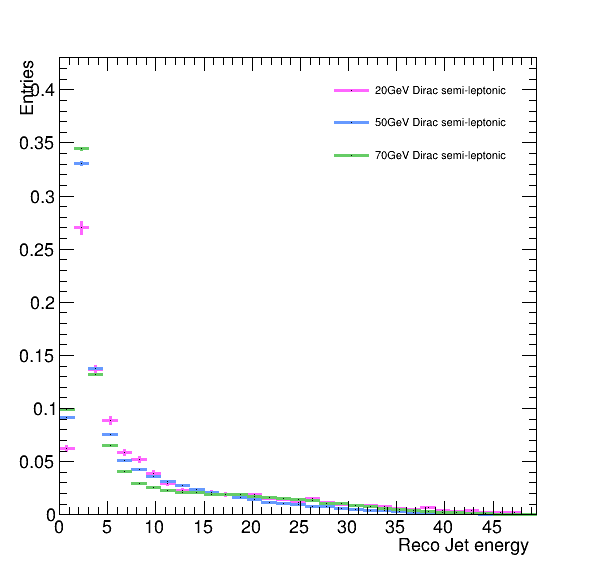 Entries
0.4
0.35
0.3
0.25
0.2
0.15
0.1
0.05
0
20GeV Dirac semi-leptonic
50GeV Dirac semi-leptonic
70GeV Dirac semi-leptonic
0 5 10 15 20 25 30 35 40 45
Reco Jet energy